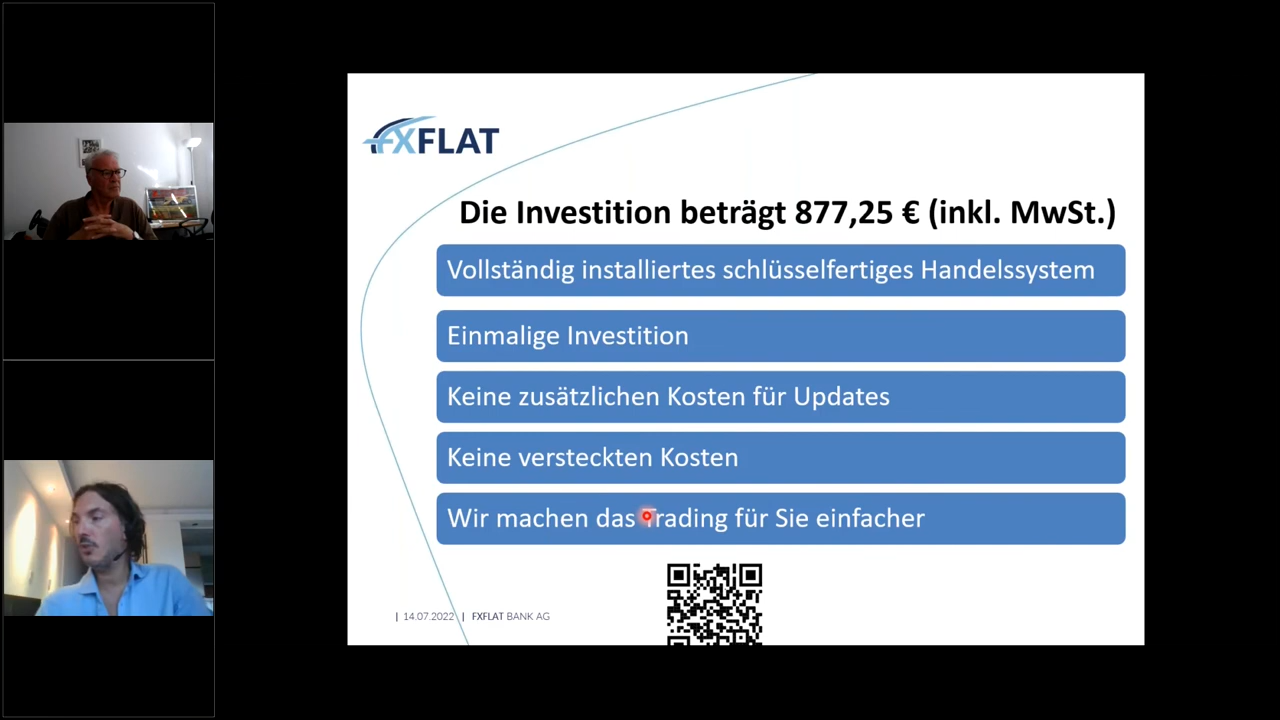 FXFLAT
Die Investition beträgt 877,25 € (inkl. MwSt.)
Vollständig installiertes schlüsselfertiges Handelssystem
Einmalige Investition
Keine zusätzlichen Kosten für Updates
Keine versteckten Kosten
Wir machen das Trading für Sie einfacher
| 14.07.2022 | FXFLAT BANK AG